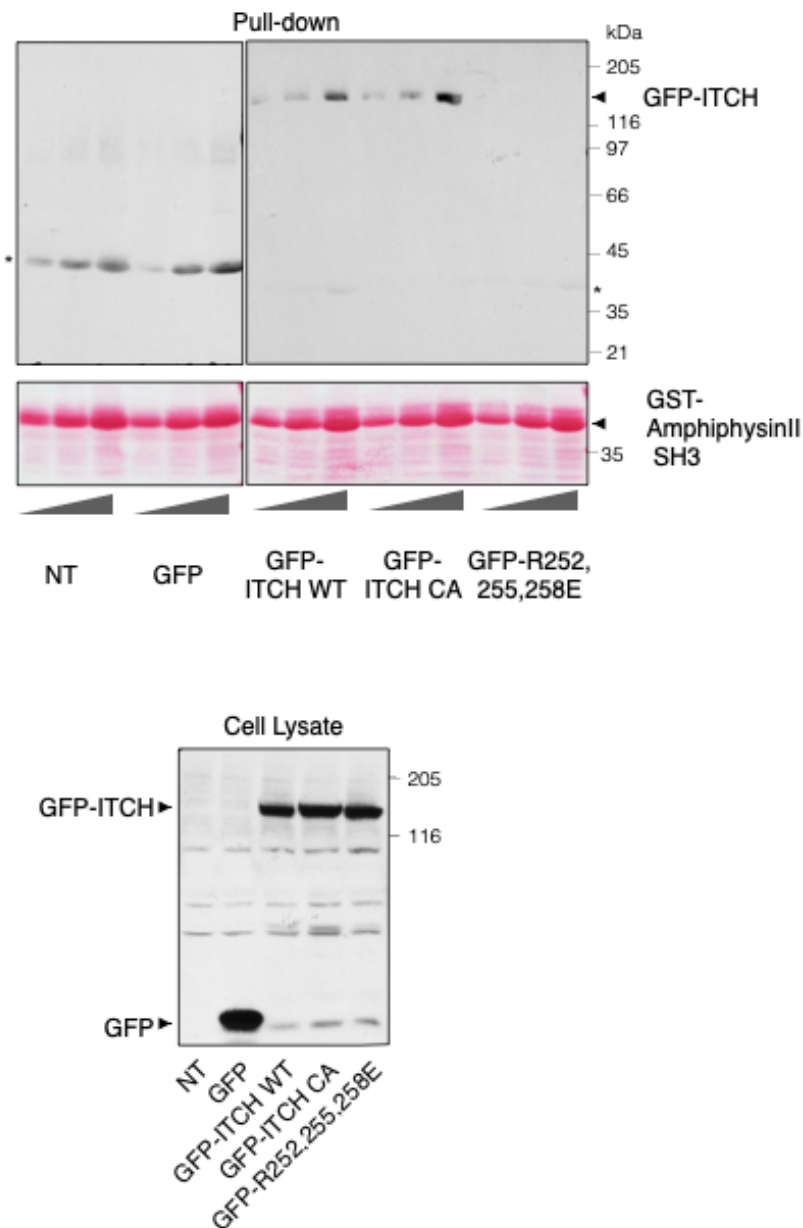 Pull-down
kDa
205
GFP-ITCH
116
97
66
45
*
*
35
21
GST-
AmphiphysinII
SH3
35
NT
GFP
GFP-
ITCH WT
GFP-
ITCH CA
GFP-R252,
255,258E
Cell Lysate
205
GFP-ITCH
116
GFP
NT
GFP
GFP-ITCH WT
GFP-ITCH CA
GFP-R252,255,258E